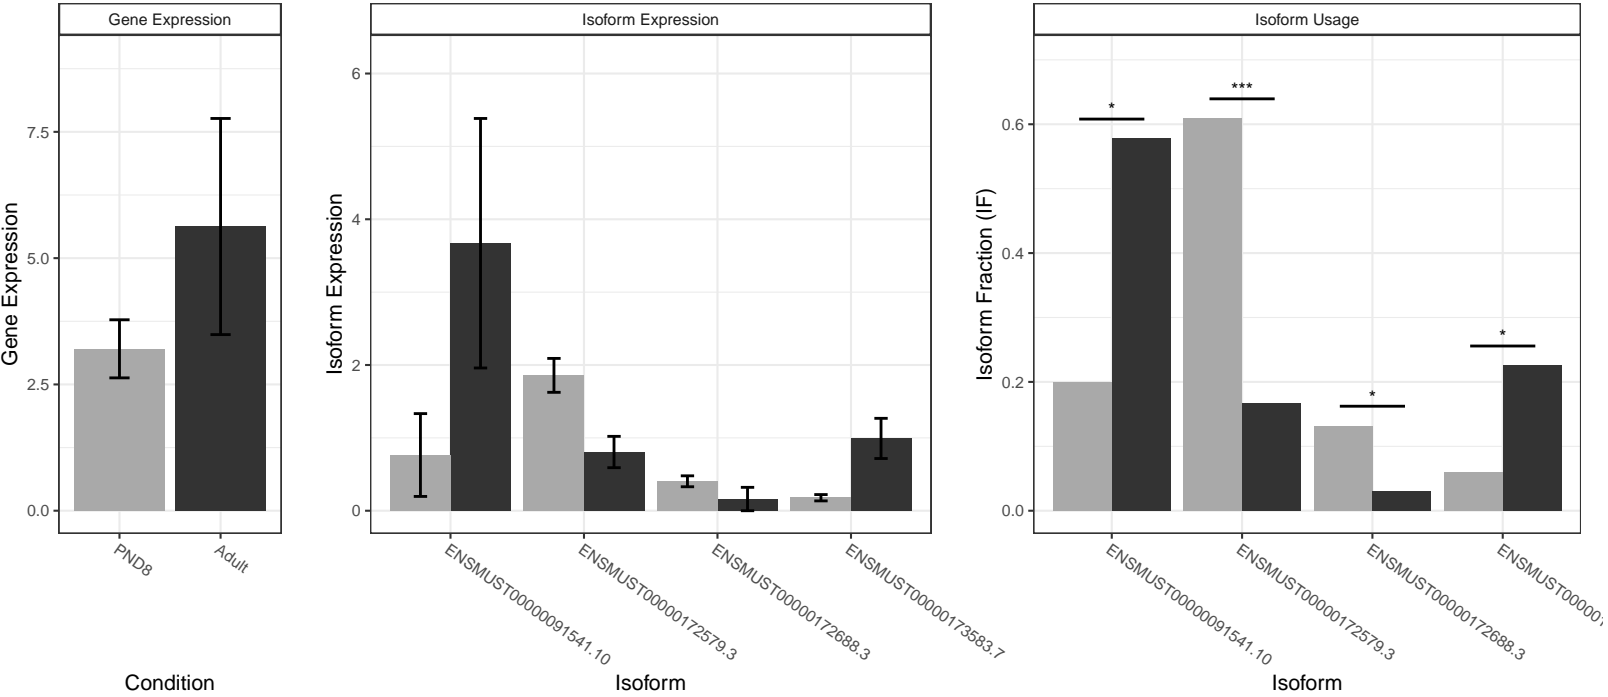 Gene Expression
Isoform Expression
Isoform Usage
Gene Expression
7.5
5.0
2.5
0.0
PND8
Adult
Condition
Isoform Expression
6
4
2
0
ENSMUST00000091541.10
ENSMUST00000172579.3
ENSMUST00000172688.3
ENSMUST00000173583.7
Isoform
Isoform Fraction (IF)
0.6
0.4
0.2
0.0
*
***
*
*
ENSMUST00000091541.10
ENSMUST00000172579.3
ENSMUST00000172688.3
ENSMUST000001
Isoform